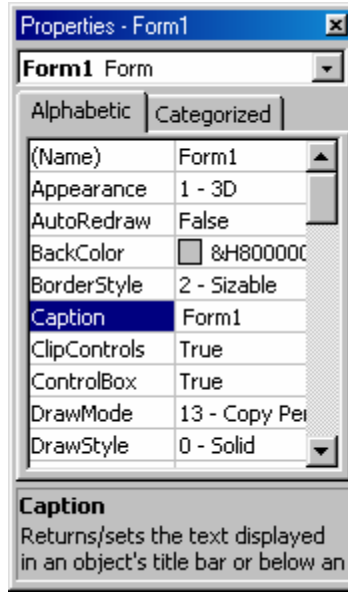 Properties - Form1
Form1 Form
Alphabetic Categorized
(Name) Form1
Appearance 1 - 3D
AutoRedraw False
BackColor &H800000
BorderStyle 2 - Sizable
Caption Form1
ClipControls True
ControlBox True
DrawMode 13 - Copy Pe
DrawStyle 0 - Solid
Caption
Returns/sets the text displayed
in an object's title bar or below an